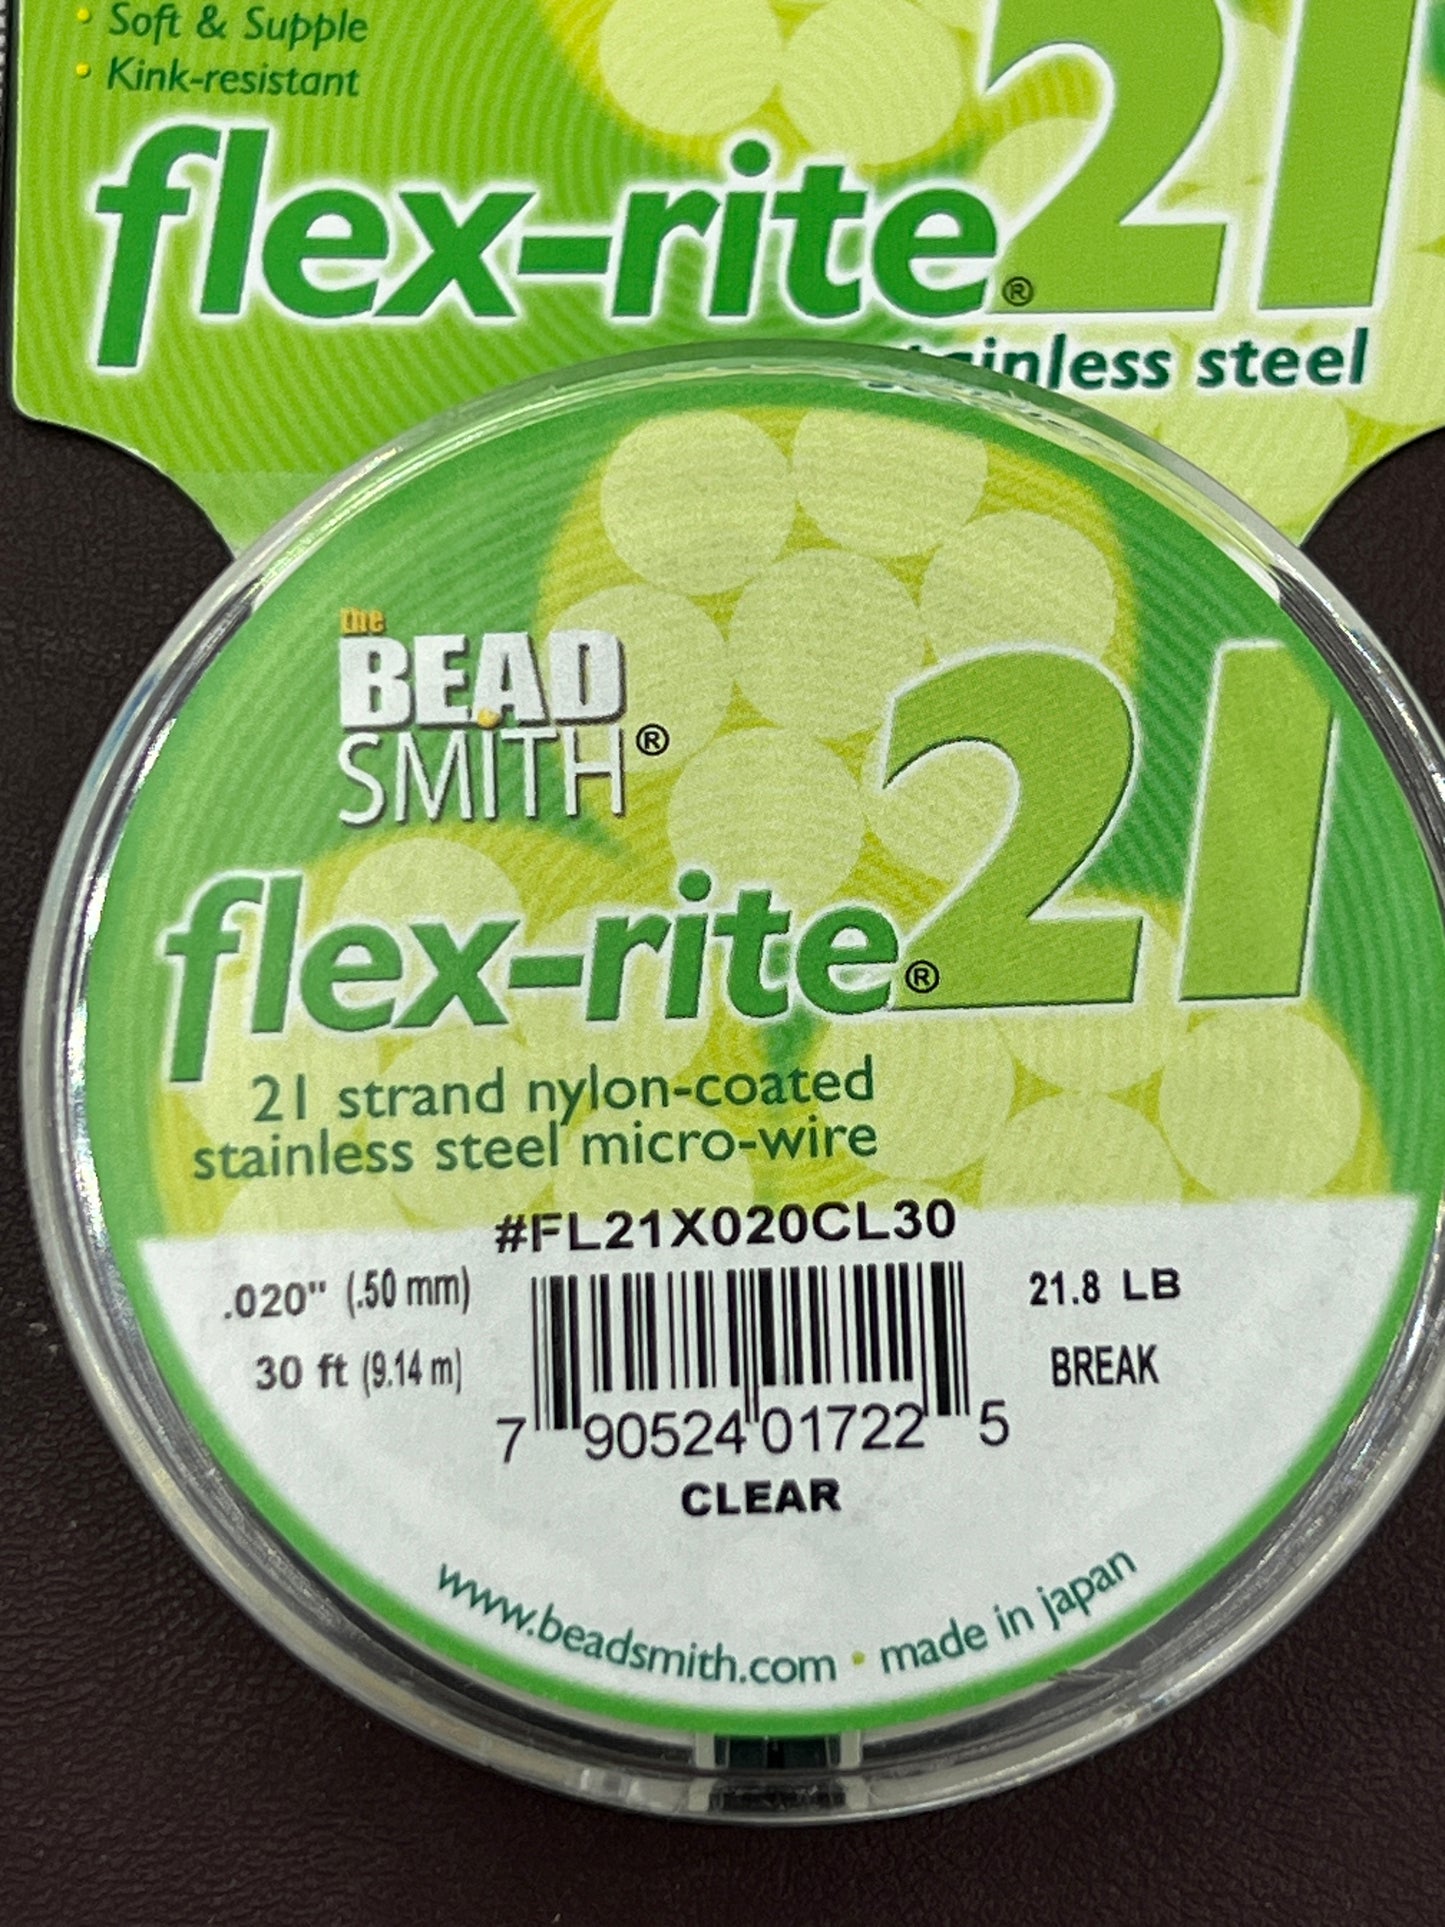 • Soft & Supple
• Kink-resistant
flex-rite® 21
stainless steel
the
BEAD
SMITH®
flex-rite® 21
21 strand nylon-coated
stainless steel micro-wire
#FL21X020CL30
.020" (.50 mm)
30 ft (9.14 m)
21.8 LB
BREAK
7 90524 01722 5
CLEAR
www.beadsmith.com • made in japan